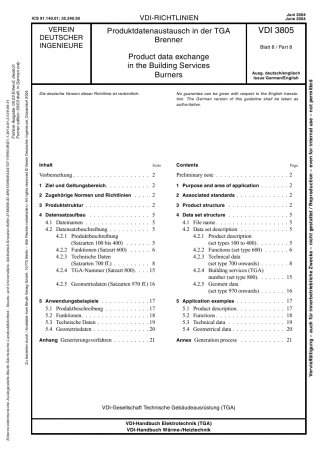 ICS 91.140.01; 35.240.50
VDI-RICHTLINIEN
Juni 2004
June 2004
VEREIN
DEUTSCHER
INGENIEURE
Produktdatenaustausch in der TGA
Brenner
Product data exchange
in the Building Services
Burners
VDI 3805
Blatt 8 / Part 8
Ausg. deutsch/englisch
Issue German/English
Die deutsche Version dieser Richtlinie ist verbindlich.
No guarantee can be given with respect to the English transla-
tion. The German version of this guideline shall be taken as
authoritative.
Inhalt Seite
Vorbemerkung 2
1 Ziel und Geltungsbereich 2
2 Zugehörige Normen und Richtlinien 2
3 Produktstruktur 2
4 Datensatzaufbau 5
4.1 Dateinamen 5
4.2 Datensatzbeschreibung 5
4.2.1 Produktbeschreibung
(Satzarten 100 bis 400) 5
4.2.2 Funktionen (Satzart 600) 6
4.2.3 Technische Daten
(Satzarten 700 ff.) 8
4.2.4 TGA-Nummer (Satzart 800) 15
4.2.5 Geometriedaten (Satzarten 970 ff.) 16
5 Anwendungsbeispiele 17
5.1 Produktbeschreibung 17
5.2 Funktionen 18
5.3 Technische Daten 19
5.4 Geometriedaten 20
Anhang Generierungsverfahren 21
Contents Page
Preliminary note 2
1 Purpose and area of application 2
2 Associated standards 2
3 Product structure 2
4 Data set structure 5
4.1 File name 5
4.2 Data set description 5
4.2.1 Product description
(set types 100 to 400) 5
4.2.2 Functions (set type 600) 6
4.2.3 Technical data
(set type 700 onwards) 8
4.2.4 Building services (TGA)
number (set type 800) 15
4.2.5 Geometr data
(set type 970 onwards) 16
5 Application examples 17
5.1 Product description 17
5.2 Functions 18
5.3 Technical data 19
5.4 Geometrical data 20
Annex Generation process 21
VDI-Gesellschaft Technische Gebäudeausrüstung (TGA)
VDI-Handbuch Elektrotechnik (TGA)
VDI-Handbuch Wärme-/Heiztechnik
Vervielfältigung – auch für innerbetriebliche Zwecke – nicht gestattet / Reproduction – even for internal use – not permitted